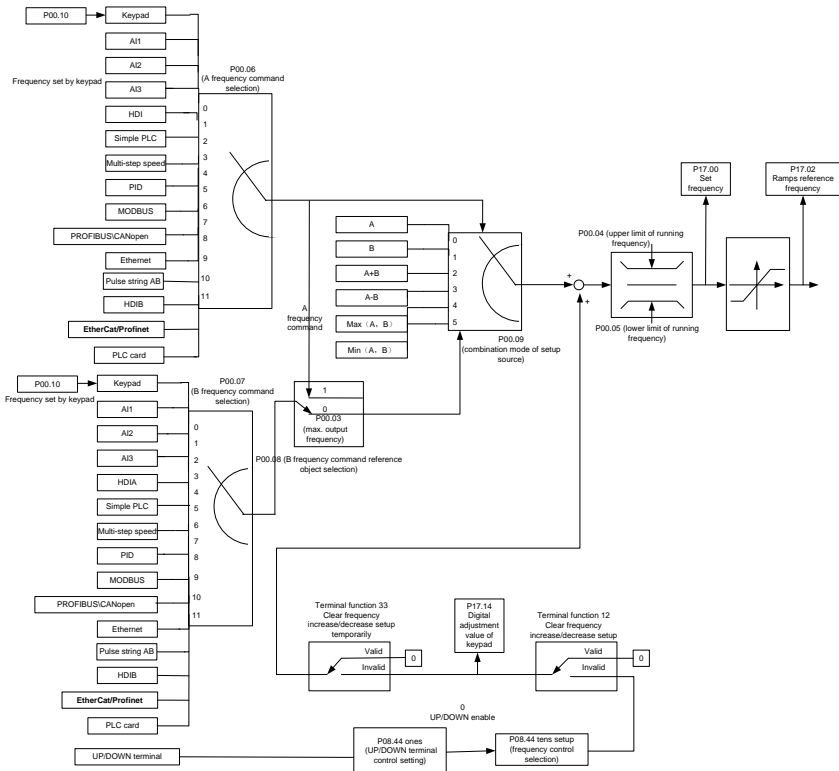 P00.10
Keypad
AI1
AI2
Frequency set by keypad
AI3
HDI
Simple PLC
Multi-step speed
PID
MODBUS
PROFIBUS\CANopen
Ethernet
Pulse string AB
HDIB
EtherCat/Profinet
PLC card
P00.06
(A frequency command
selection)
0
1
2
3
4
5
6
7
8
9
10
11
A
frequency
command
A
B
A+B
A-B
Max（A，B）
Min（A，B）
0
1
2
3
4
5
P00.09
(combination mode of setup
source)
+
+
P00.04 (upper limit of running
frequency)
P00.05 (lower limit of running
frequency)
P17.00
Set
frequency
P17.02
Ramps reference
frequency
P00.10
Frequency set by keypad
Keypad
AI1
AI2
AI3
HDIA
Simple PLC
Multi-step speed
PID
MODBUS
PROFIBUS\CANopen
Ethernet
Pulse string AB
HDIB
EtherCat/Profinet
PLC card
P00.07
(B frequency command
selection)
0
1
2
3
4
5
6
7
8
9
10
11
1
0
P00.03
(max. output
frequency)
P00.08 (B frequency command reference
object selection)
Terminal function 33
Clear frequency
increase/decrease setup
temporarily
Valid
Invalid
0
P17.14
Digital
adjustment
value of
keypad
Terminal function 12
Clear frequency
increase/decrease setup
Valid
Invalid
0
0
UP/DOWN enable
UP/DOWN terminal
P08.44 ones
(UP/DOWN terminal
control setting)
P08.44 tens setup
(frequency control
selection)